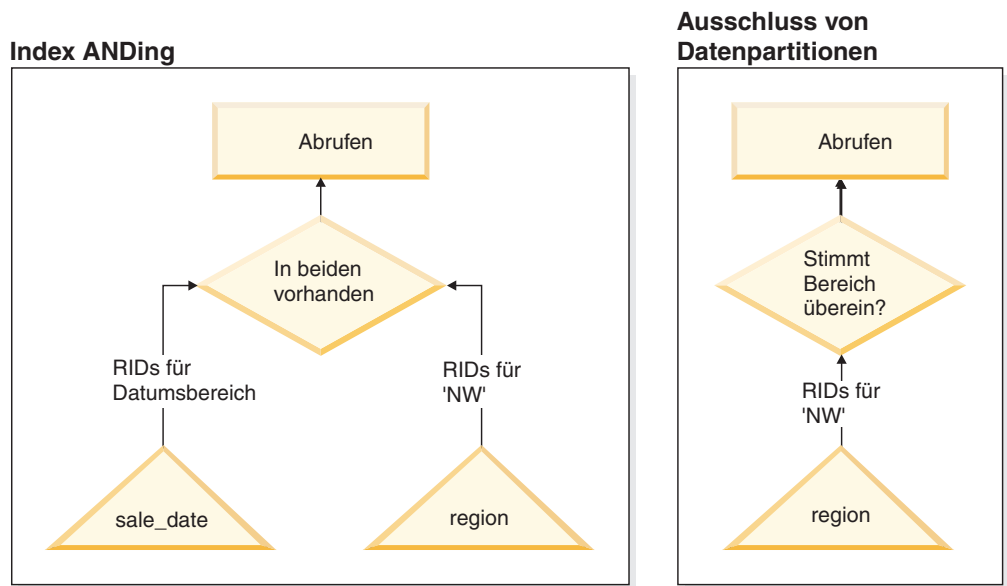 Index ANDing
Abrufen
In beiden
vorhanden
RIDs für
Datumsbereich
RIDs für
'NW'
sale_date
region
Ausschluss von
Datenpartitionen
Abrufen
Stimmt
Bereich
überein?
RIDs für
'NW'
region